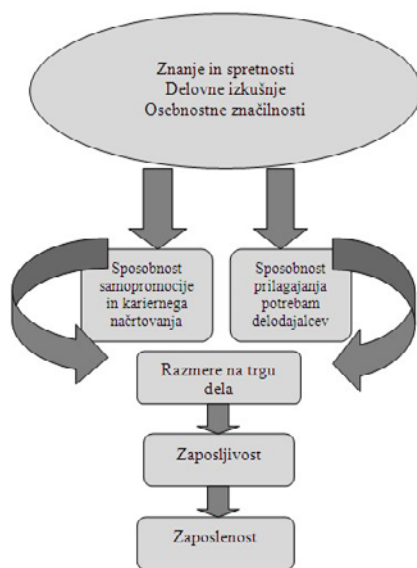 Znanje in spretnosti
Delovne izkušnje
Osebnostne značilnosti
Sposobnost
samopromocije
in kariernega
načrtovanja
Sposobnost
prilagajanja
potrebam
delodajalcev
Razmere na trgu
dela
Zaposljivost
Zaposlenost